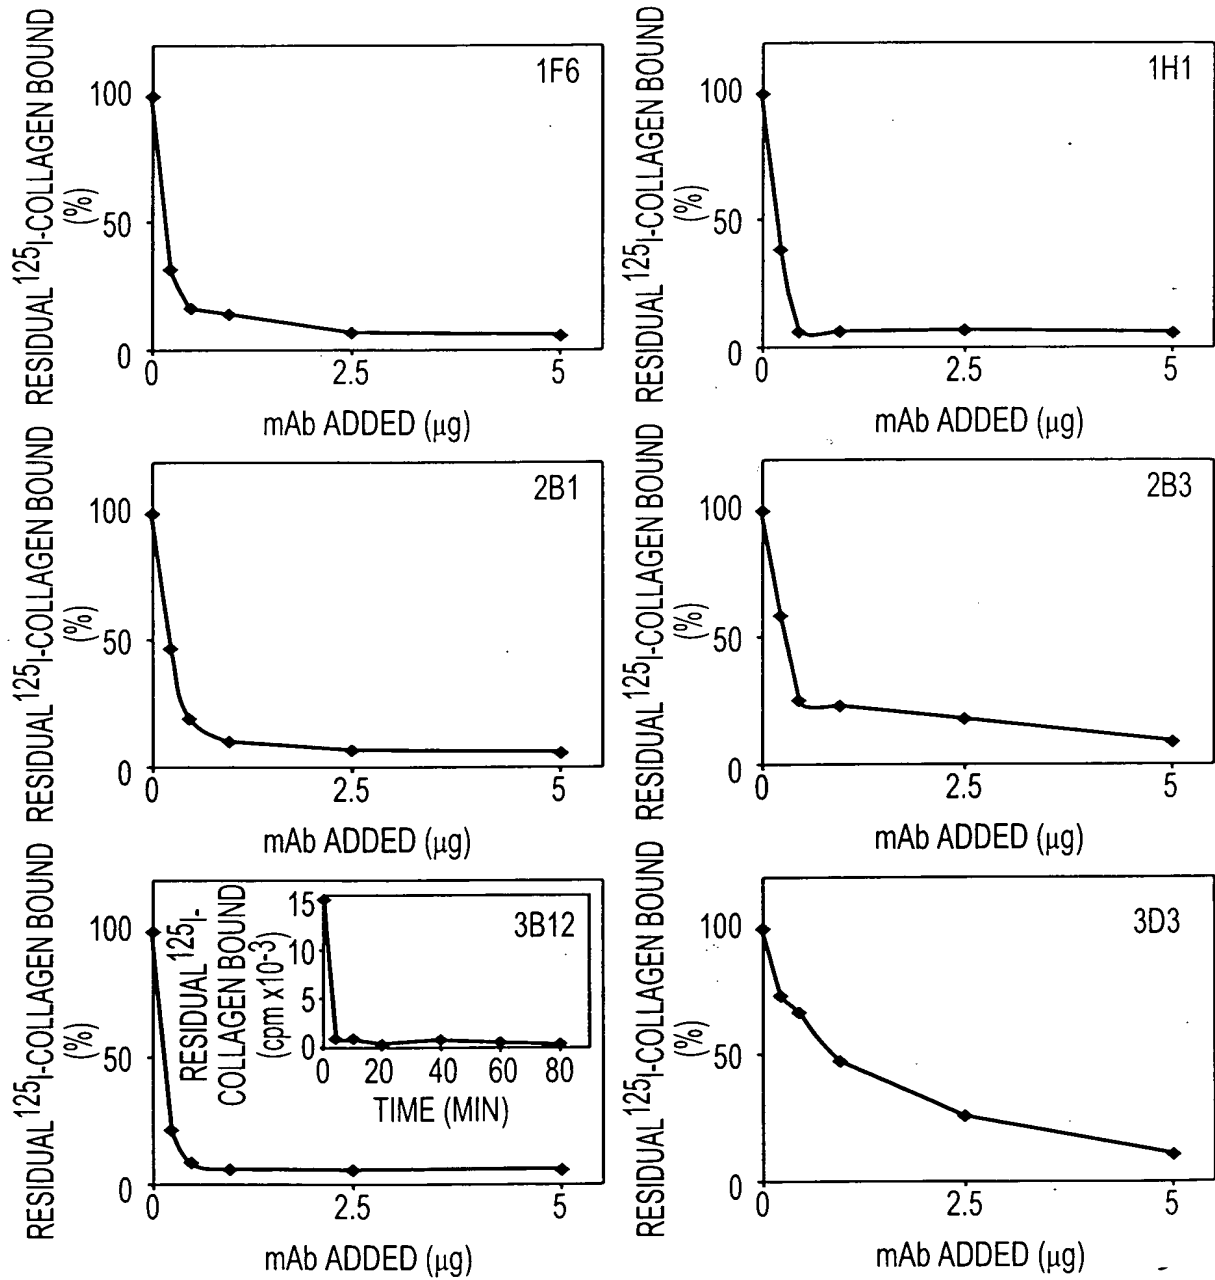 RESIDUAL ¹²⁵I-COLLAGEN BOUND
(%)
1F6
100
50
0
0 2.5 5
mAb ADDED (µg)
RESIDUAL ¹²⁵I-COLLAGEN BOUND
(%)
1H1
100
50
0
0 2.5 5
mAb ADDED (µg)
RESIDUAL ¹²⁵I-COLLAGEN BOUND
(%)
2B1
100
50
0
0 2.5 5
mAb ADDED (µg)
RESIDUAL ¹²⁵I-COLLAGEN BOUND
(%)
2B3
100
50
0
0 2.5 5
mAb ADDED (µg)
RESIDUAL ¹²⁵I-COLLAGEN BOUND
(%)
3B12
100
50
0
0 2.5 5
mAb ADDED (µg)
RESIDUAL ¹²⁵I-
COLLAGEN BOUND
(cpm x10⁻³)
15
10
5
0
0 20 40 60 80
TIME (MIN)
RESIDUAL ¹²⁵I-COLLAGEN BOUND
(%)
3D3
100
50
0
0 2.5 5
mAb ADDED (µg)